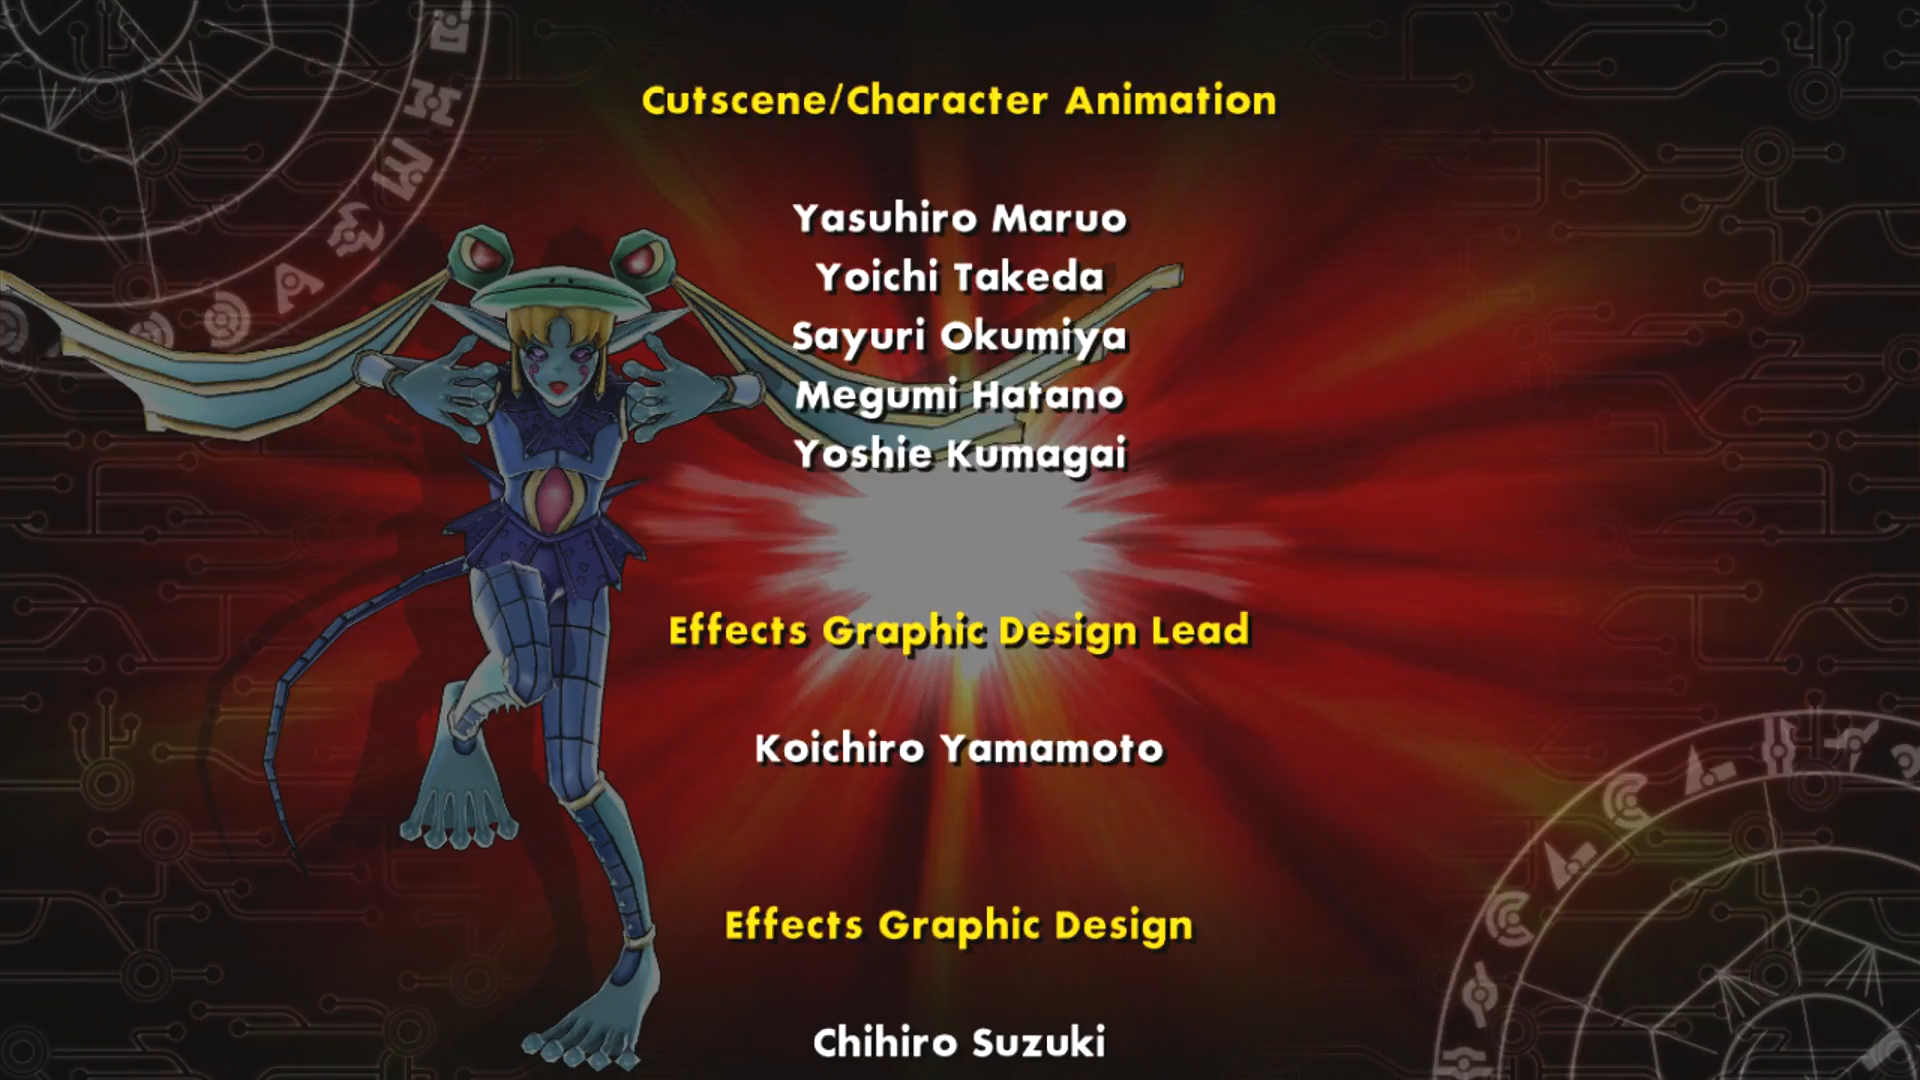 Cutscene/Character Animation
Yasuhiro Maruo
Yoichi Takeda
Sayuri Okumiya
Megumi Hatano
Yoshie Kumagai
Effects Graphic Design Lead
Koichiro Yamamoto
Effects Graphic Design
Chihiro Suzuki